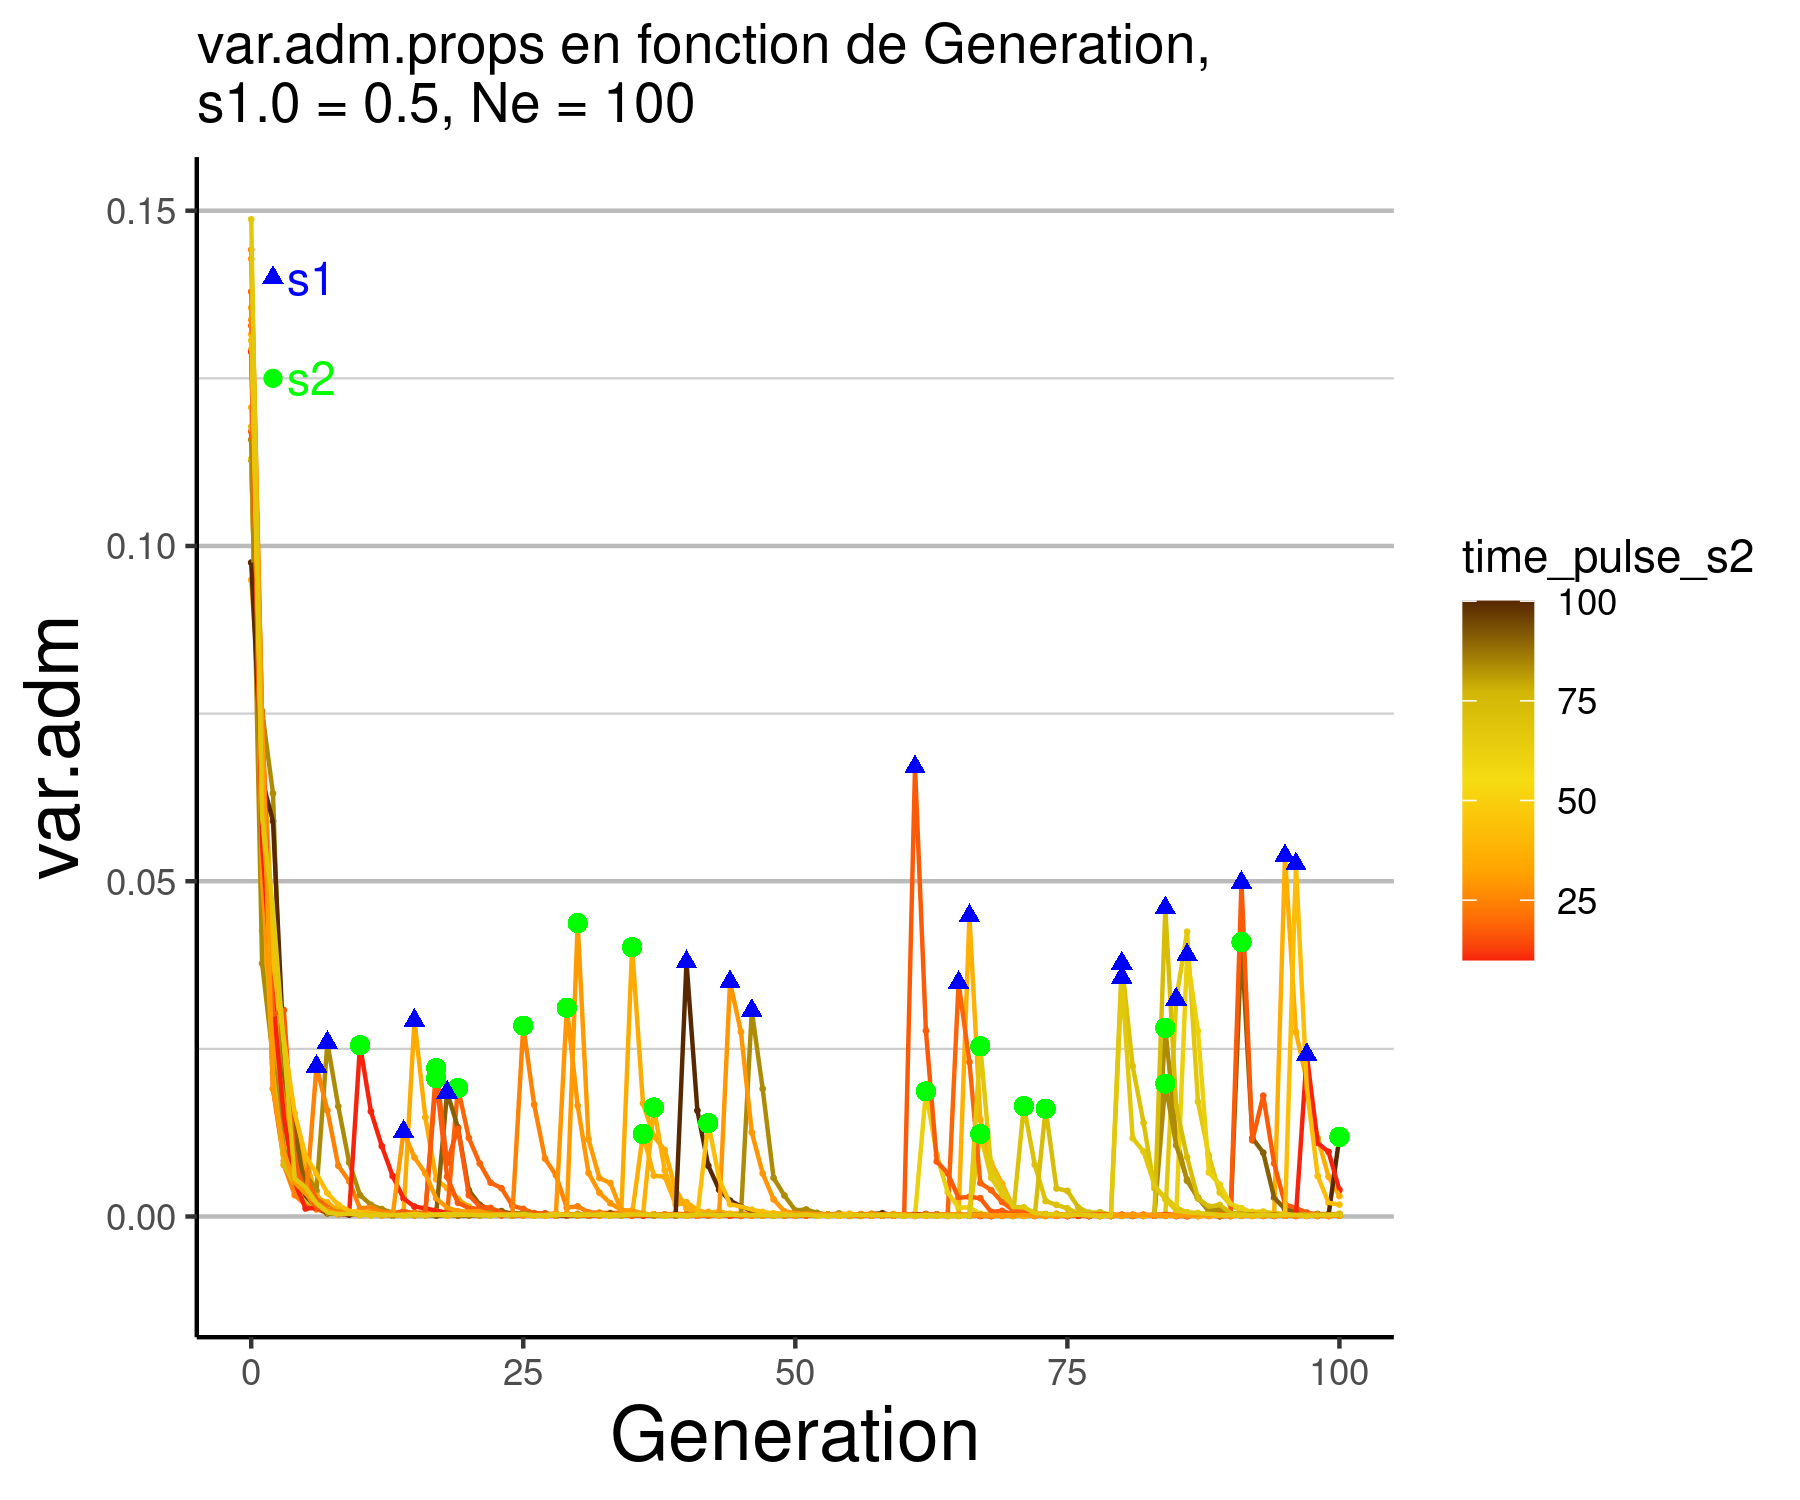 var.adm.props en fonction de Generation,
s1.0 = 0.5, Ne = 100
0.15
s1
s2
0.10
0.05
0.00
var.adm
0
25
50
75
100
Generation
time_pulse_s2
100
75
50
25